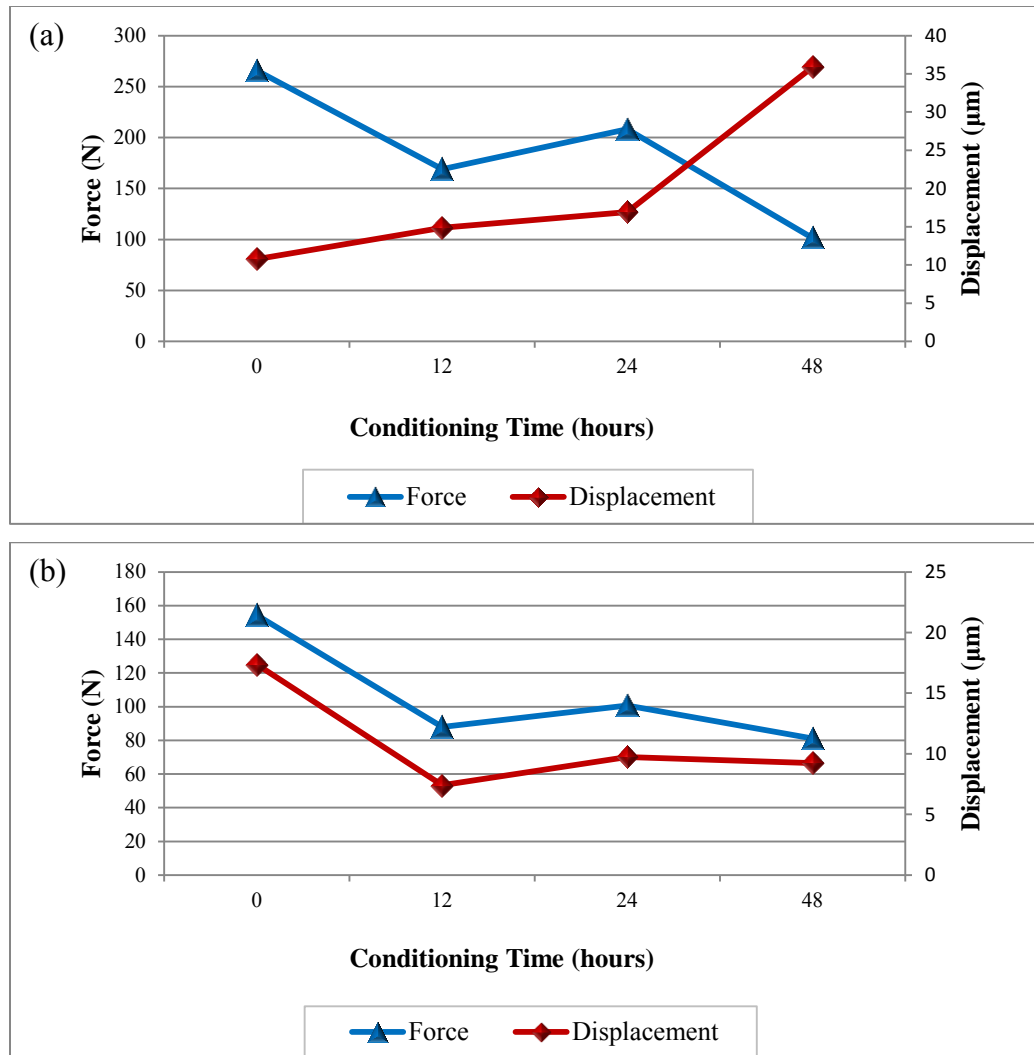 (a)
300
250
200
150
100
50
0
Force (N)
40
35
30
25
20
15
10
5
0
Displacement (μm)
0 12 24 48
Conditioning Time (hours)
Force Displacement
(b)
180
160
140
120
100
80
60
40
20
0
Force (N)
25
20
15
10
5
0
Displacement (μm)
0 12 24 48
Conditioning Time (hours)
Force Displacement